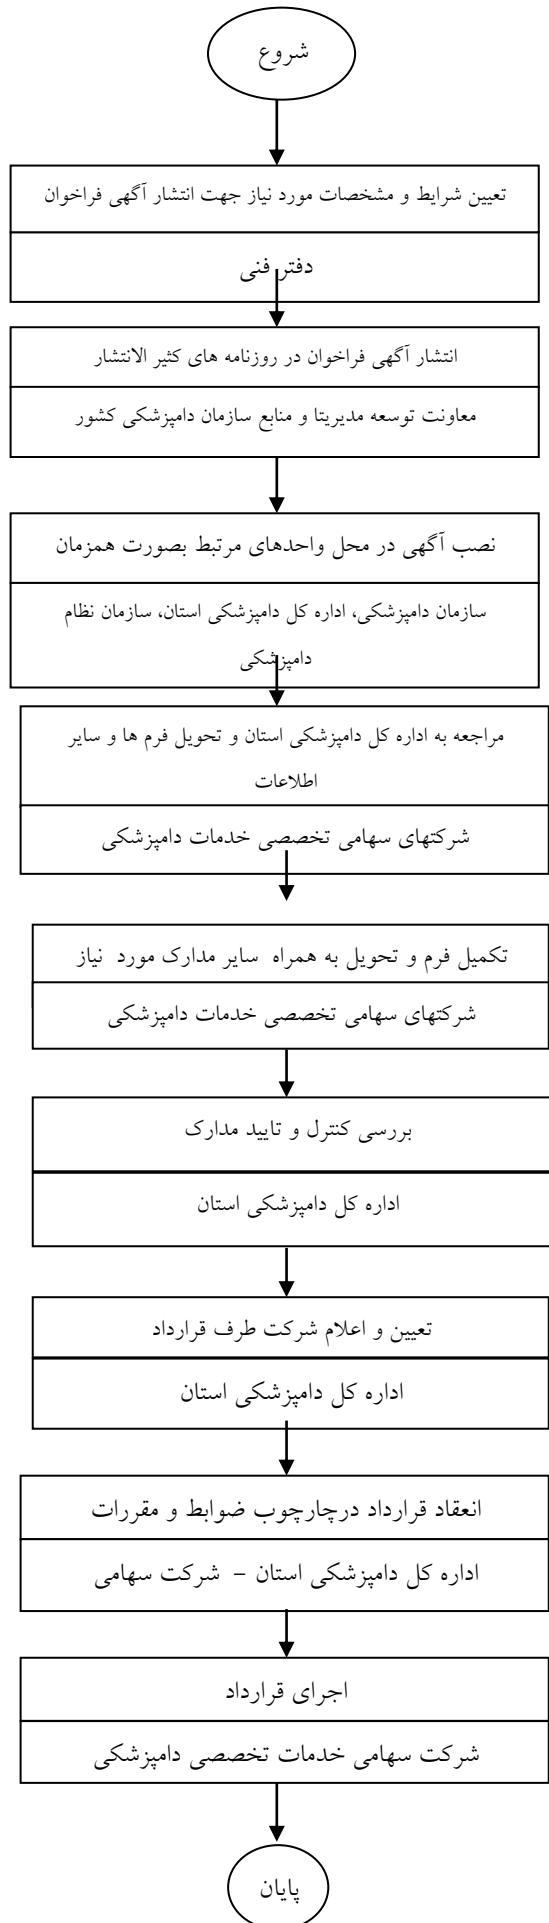 شروع
تعیین شرایط و مشخصات مورد نیاز جهت انتشار آگهی فراخوان
دفتر فنی
انتشار آگهی فراخوان در روزنامه های کثیر الانتشار
معاونت توسعه مدیریتا و منابع سازمان دامپزشکی کشور
نصب آگهی در محل واحدهای مرتبط بصورت همزمان
سازمان دامپزشکی، اداره کل دامپزشکی استان، سازمان نظام
دامپزشکی
مراجعه به اداره کل دامپزشکی استان و تحویل فرم ها و سایر
اطلاعات
شرکتهای سهامی تخصصی خدمات دامپزشکی
تکمیل فرم و تحویل به همراه سایر مدارک مورد نیاز
شرکتهای سهامی تخصصی خدمات دامپزشکی
بررسی کنترل و تایید مدارک
اداره کل دامپزشکی استان
تعیین و اعلام شرکت طرف قرارداد
اداره کل دامپزشکی استان
انعقاد قرارداد درچارچوب ضوابط و مقررات
اداره کل دامپزشکی استان – شرکت سهامی
اجرای قرارداد
شرکت سهامی خدمات تخصصی دامپزشکی
پایان